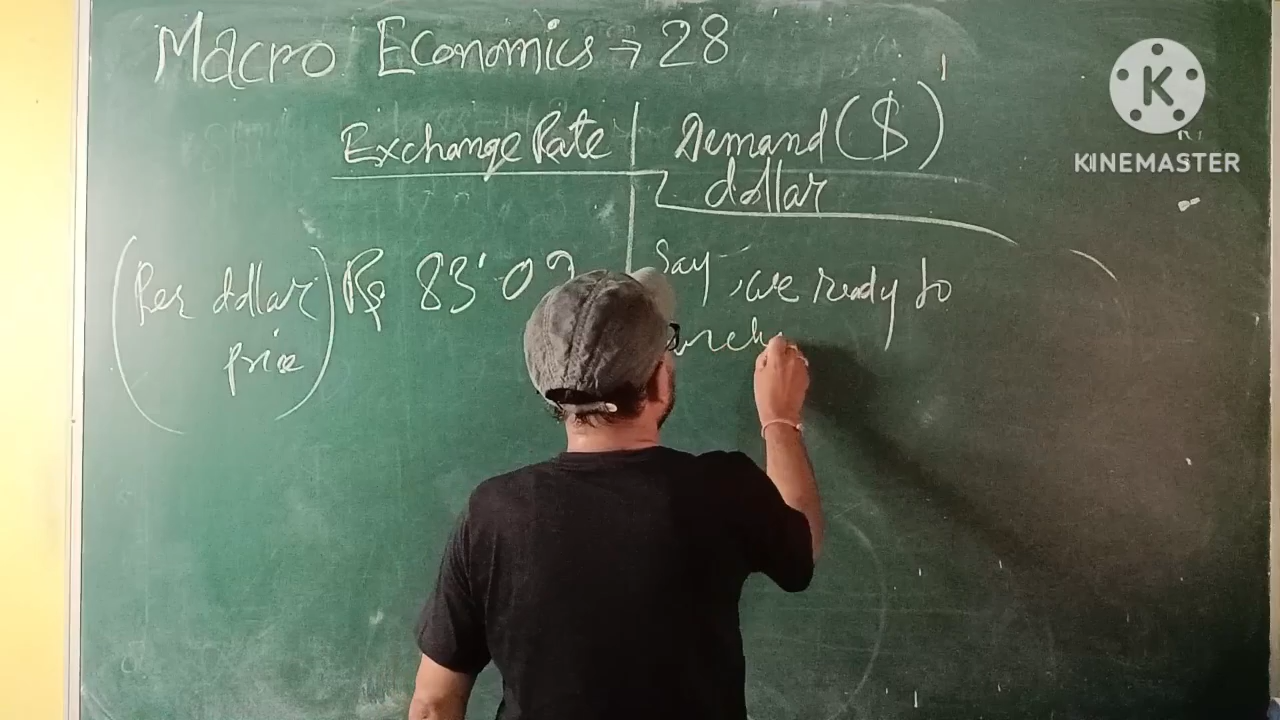 Macro Economics → 28
Exchange Rate Demand ($)
dollar
(Per dollar price) Rs 83.0
Say we ready to
KINEMASTER